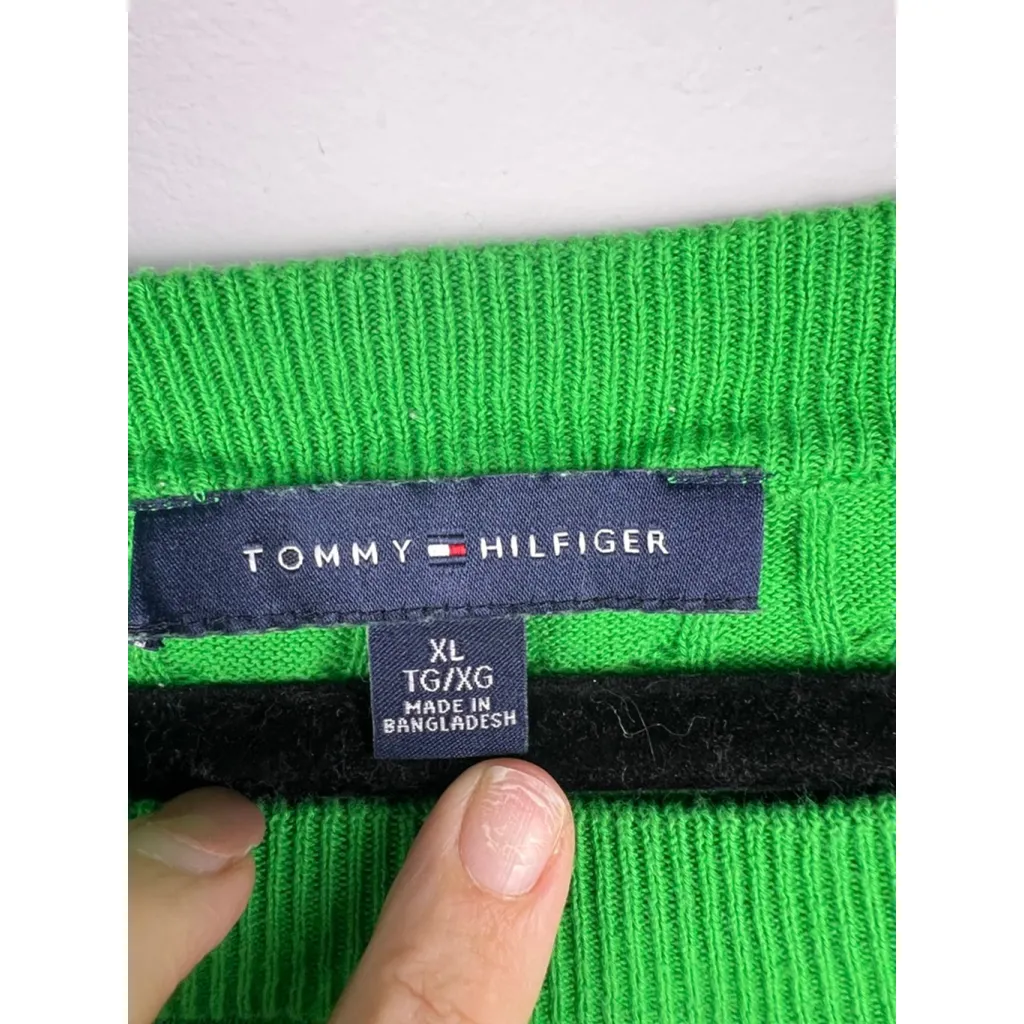 TOMMY HILFIGER
XL
TG/XG
MADE IN
BANGLADESH